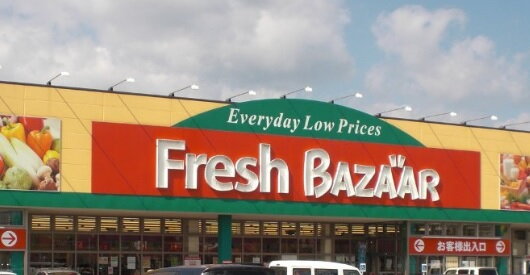 Everyday Low Prices
Fresh BAZAAR
お客様出入口